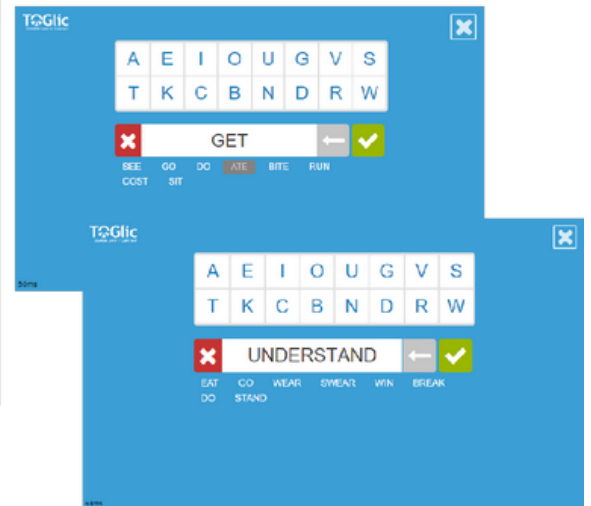 TOGlic
A E I O U G V S
T K C B N D R W
GET
SEE GO DO ATE BITE RUN
COST SIT
TOGlic
A E I O U G V S
T K C B N D R W
UNDERSTAND
EAT GO WEAR SWEAR WIN BREAK
DO STAND